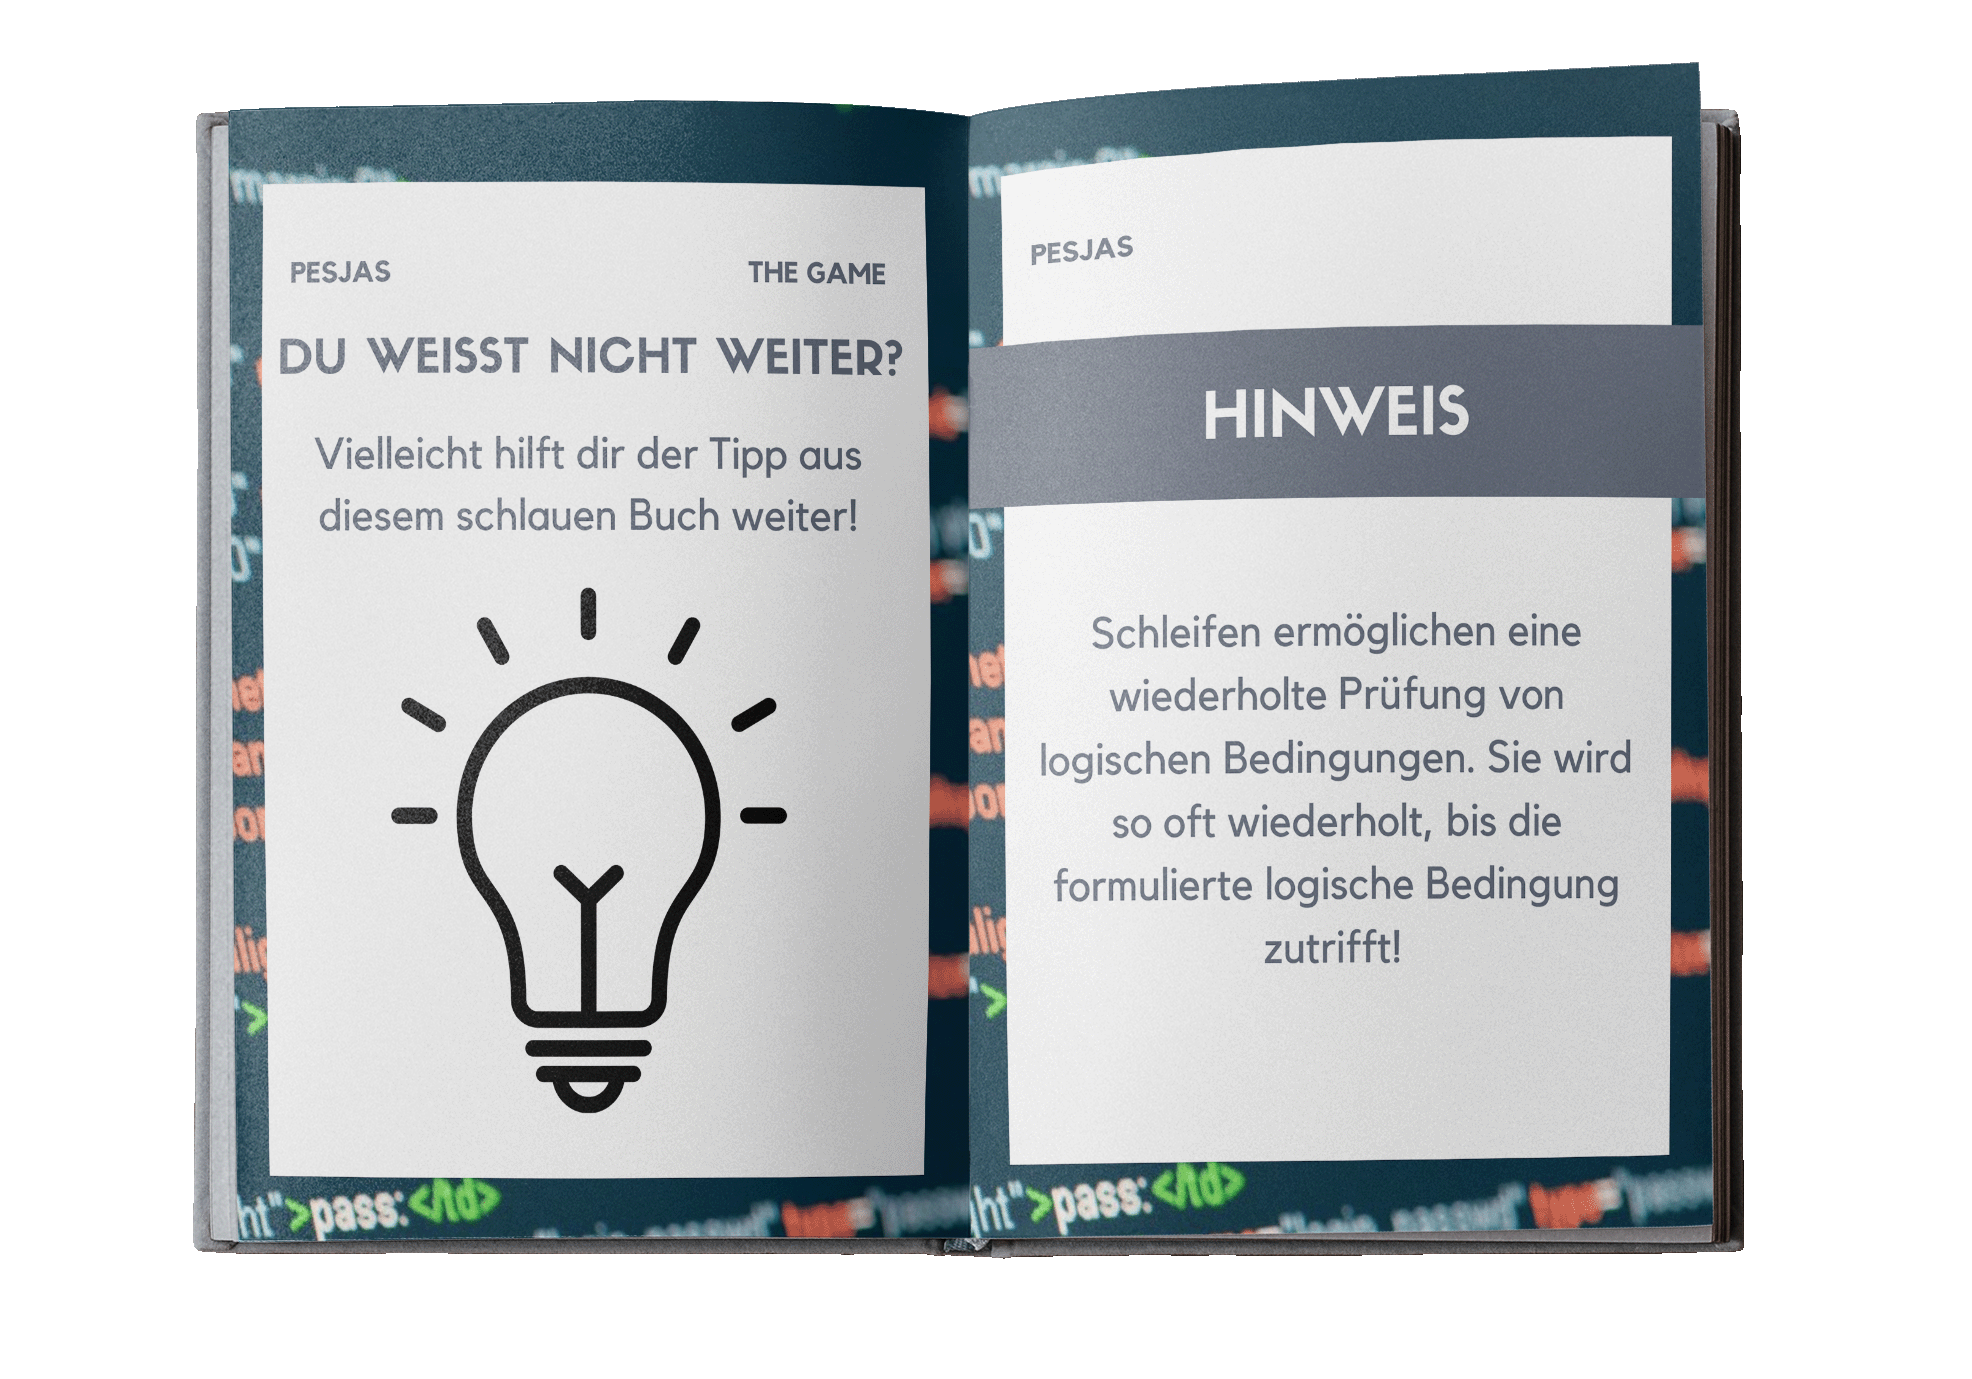 PESJAS THE GAME
DU WEISST NICHT WEITER?
Vielleicht hilft dir der Tipp aus
diesem schlauen Buch weiter!
ht">pass:</td>
PESJAS
HINWEIS
Schleifen ermöglichen eine
wiederholte Prüfung von
logischen Bedingungen. Sie wird
so oft wiederholt, bis die
formulierte logische Bedingung
zutrifft!
ht">pass:</td>